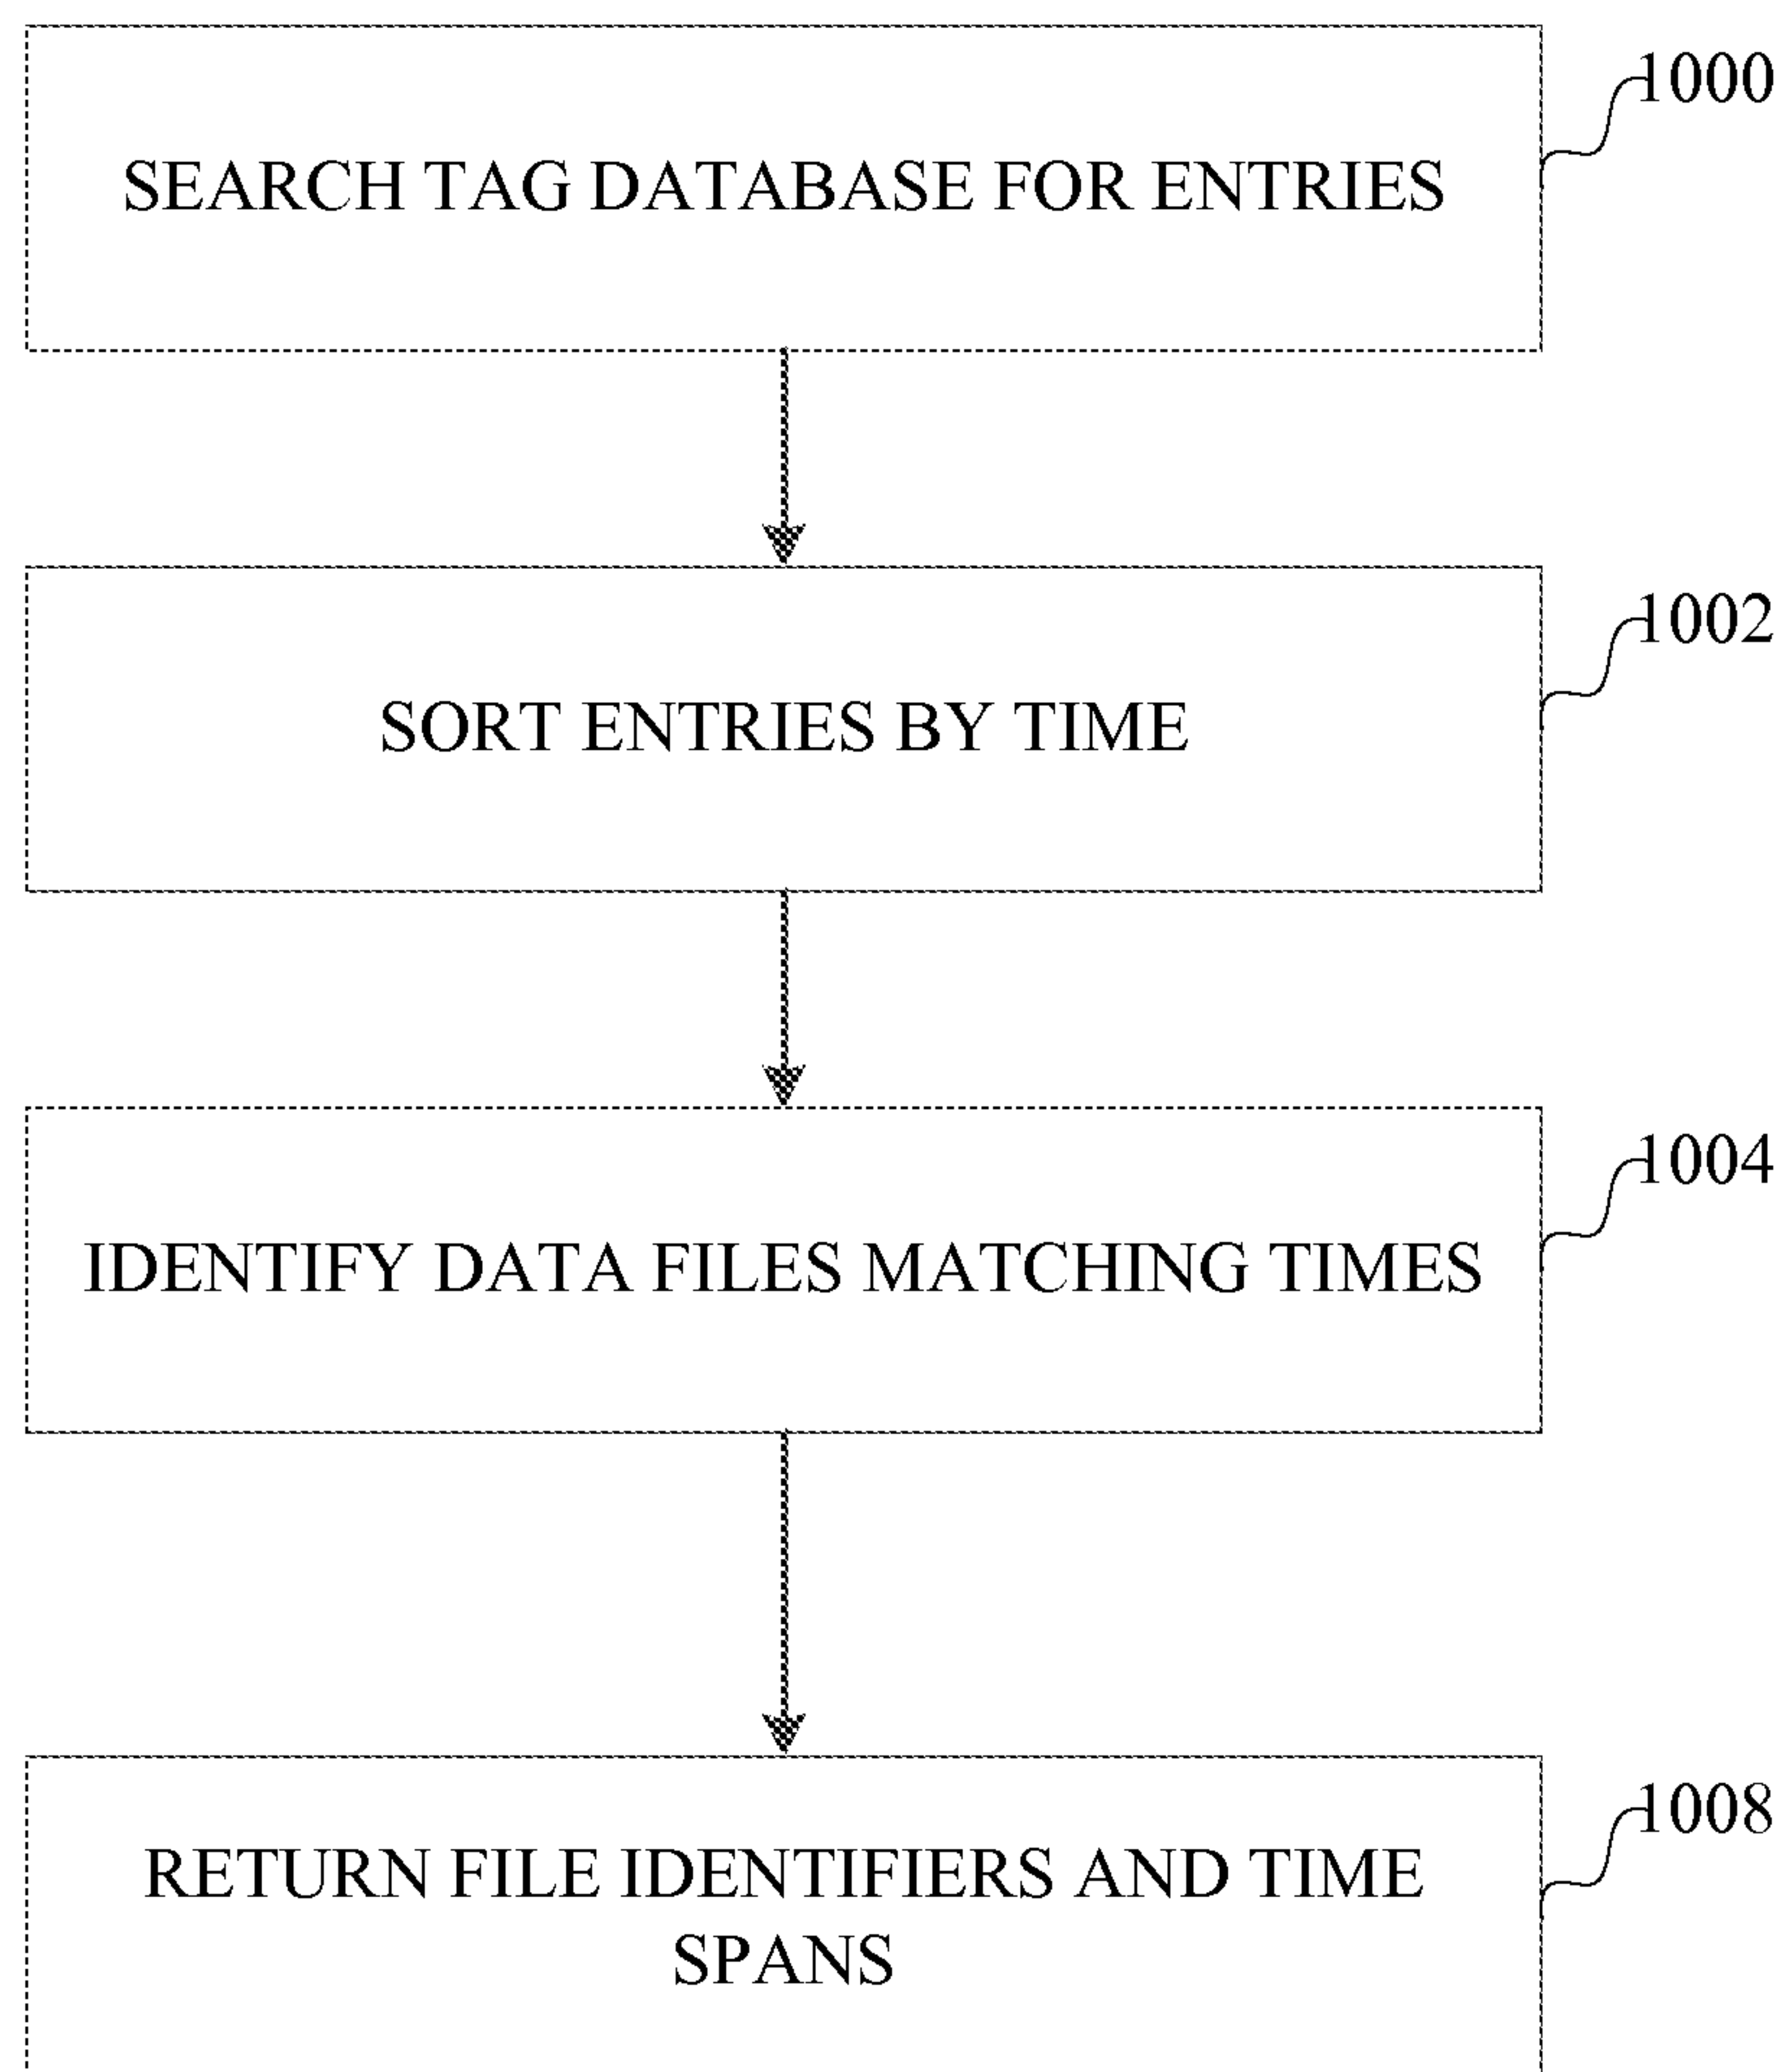 1000
SEARCH TAG DATABASE FOR ENTRIES
1002
SORT ENTRIES BY TIME
1004
IDENTIFY DATA FILES MATCHING TIMES
1008
RETURN FILE IDENTIFIERS AND TIME
SPANS